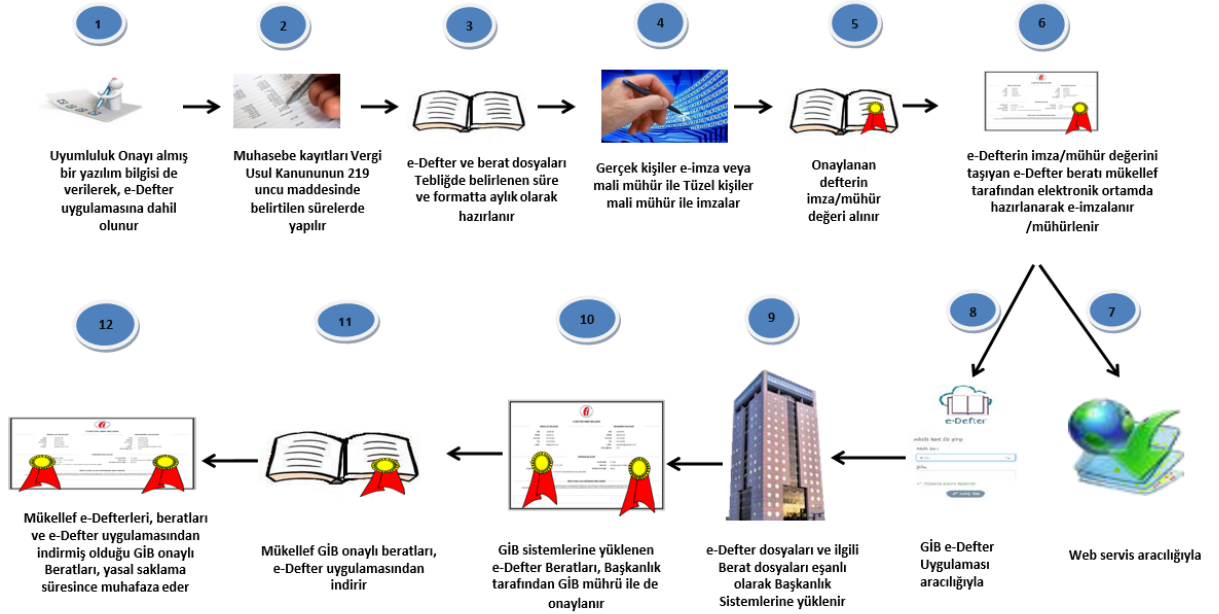 1
2
3
4
5
6
Uyumluluk Onayı almış
bir yazılım bilgisi de
verilerek, e-Defter
uygulamasına dahil
olunur
Muhasebe kayıtları Vergi
Usul Kanununun 219
uncu maddesinde
belirtilen sürelerde
yapılır
e-Defter ve berat dosyaları
Tebliğde belirlenen süre
ve formatta aylık olarak
hazırlanır
Gerçek kişiler e-imza veya
mali mühür ile Tüzel kişiler
mali mühür ile imzalar
Onaylanan
defterin
imza/mühür
değeri alınır
e-Defterin imza/mühür değerini
taşıyan e-Defter beratı mükellef
tarafından elektronik ortamda
hazırlanarak e-imzalanır
/mühürlenir
7
8
9
10
11
12
e-Defter
Web servis aracılığıyla
GİB e-Defter
Uygulaması
aracılığıyla
e-Defter dosyaları ve ilgili
Berat dosyaları eşanlı
olarak Başkanlık
Sistemlerine yüklenir
GİB sistemlerine yüklenen
e-Defter Beratları, Başkanlık
tarafından GİB mührü ile de
onaylanır
Mükellef GİB onaylı beratları,
e-Defter uygulamasından
indirir
Mükellef e-Defterleri, beratları
ve e-Defter uygulamasından
indirmiş olduğu GİB onaylı
Beratları, yasal saklama
süresince muhafaza eder